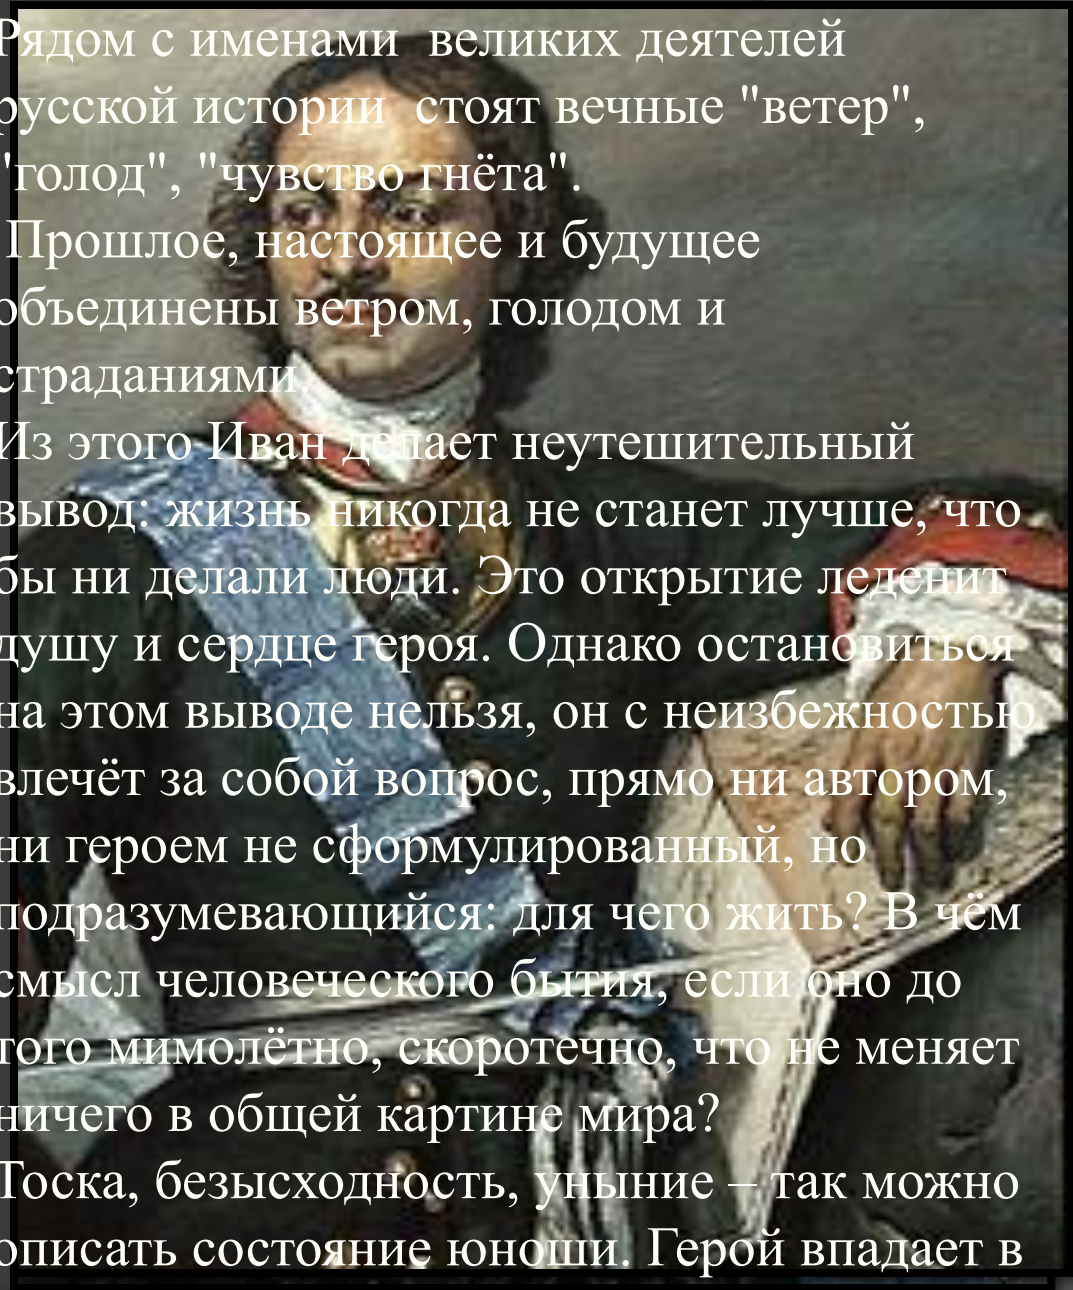 Рядом с именами  великих деятелей
русской истории  стоят вечные "ветер",
"голод", "чувство гнёта".
Прошлое, настоящее и будущее
объединены ветром, голодом и
страданиями.
Из этого Иван делает неутешительный
вывод: жизнь никогда не станет лучше, что
бы ни делали люди. Это открытие леденит
душу и сердце героя. Однако остановиться
на этом выводе нельзя, он с неизбежностью
влечёт за собой вопрос, прямо ни автором,
ни героем не сформулированный, но
подразумевающийся: для чего жить? В чём
смысл человеческого бытия, если оно до
того мимолётно, скоротечно, что не меняет
ничего в общей картине мира?
Тоска, безысходность, уныние – так можно
описать состояние юноши. Герой впадает в